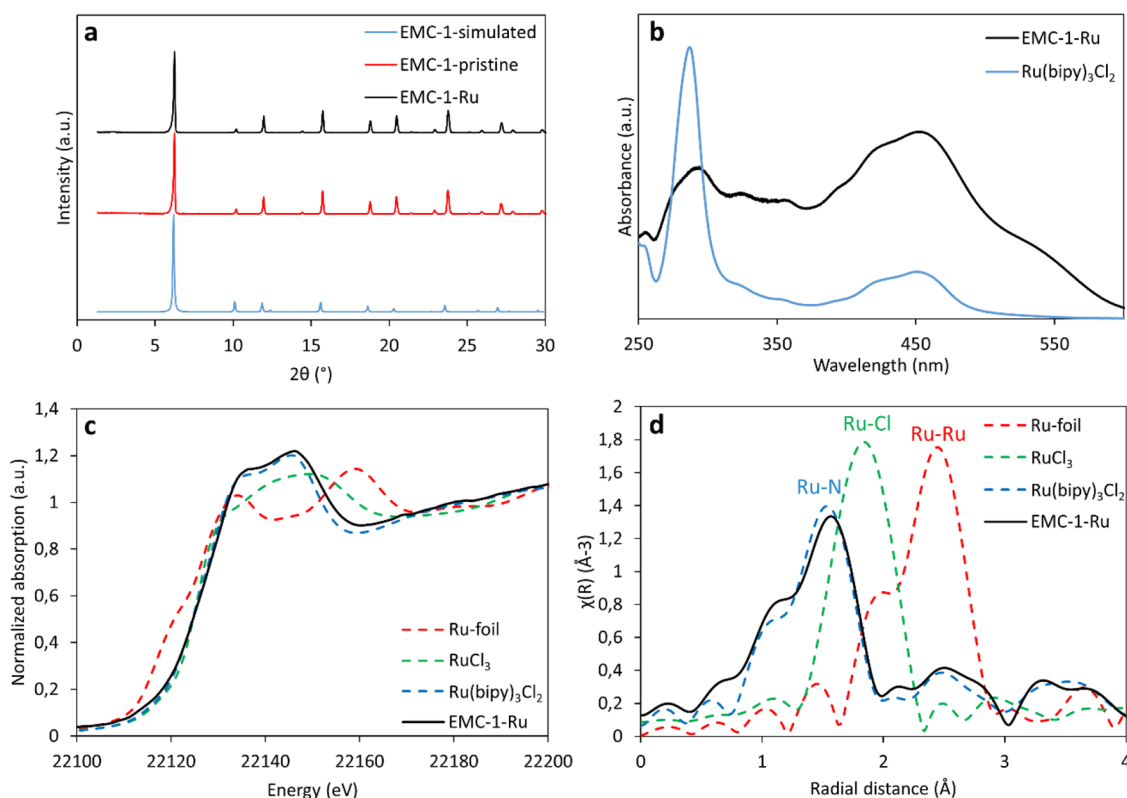 a
EMC-1-simulated
EMC-1-pristine
EMC-1-Ru
Intensity (a.u.)
0 5 10 15 20 25 30
2θ (°)
b
EMC-1-Ru
Ru(bipy)₃Cl₂
Absorbance (a.u.)
250 350 450 550
Wavelength (nm)
c
1,4
1,2
1
0,8
0,6
0,4
0,2
0
Normalized absorption (a.u.)
Ru-foil
RuCl₃
Ru(bipy)₃Cl₂
EMC-1-Ru
22100 22120 22140 22160 22180 22200
Energy (eV)
d
2
1,8
1,6
1,4
1,2
1
0,8
0,6
0,4
0,2
0
χ(R) (Å-3)
Ru-N
Ru-Cl
Ru-Ru
Ru-foil
RuCl₃
Ru(bipy)₃Cl₂
EMC-1-Ru
0 1 2 3 4
Radial distance (Å)